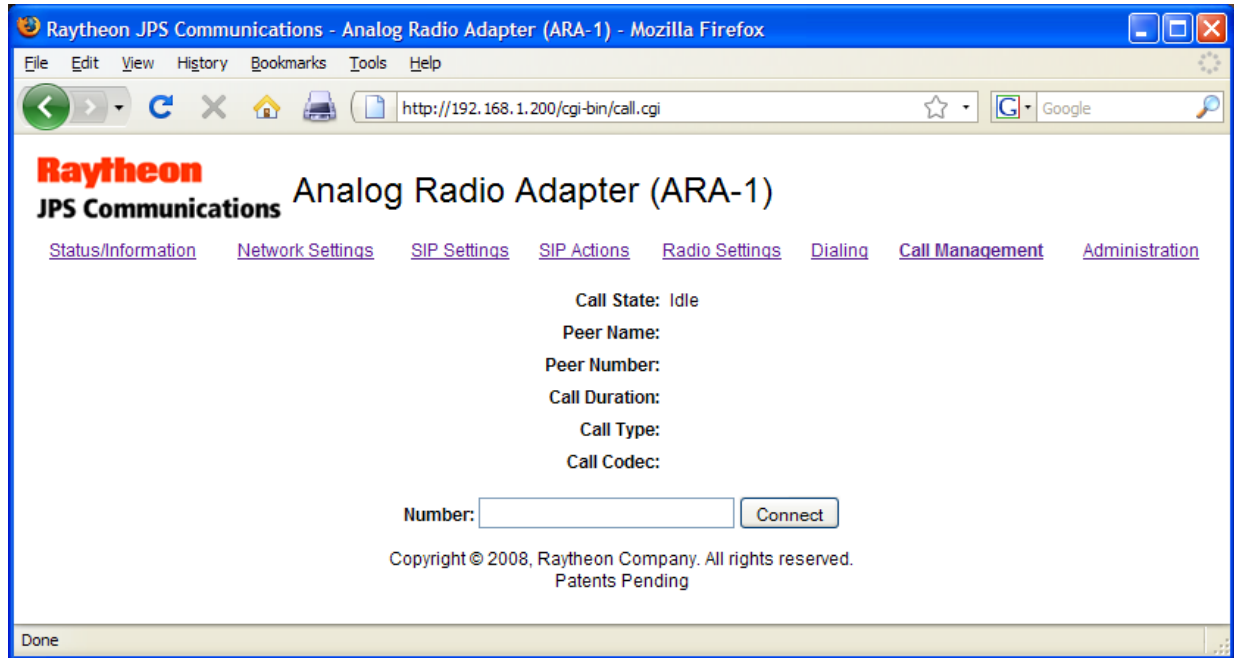 Raytheon JPS Communications - Analog Radio Adapter (ARA-1) - Mozilla Firefox
File Edit View History Bookmarks Tools Help
http://192.168.1.200/cgi-bin/call.cgi G Google
Raytheon
JPS Communications Analog Radio Adapter (ARA-1)
Status/Information Network Settings SIP Settings SIP Actions Radio Settings Dialing Call Management Administration
Call State: Idle
Peer Name:
Peer Number:
Call Duration:
Call Type:
Call Codec:
Number: Connect
Copyright © 2008, Raytheon Company. All rights reserved.
Patents Pending
Done